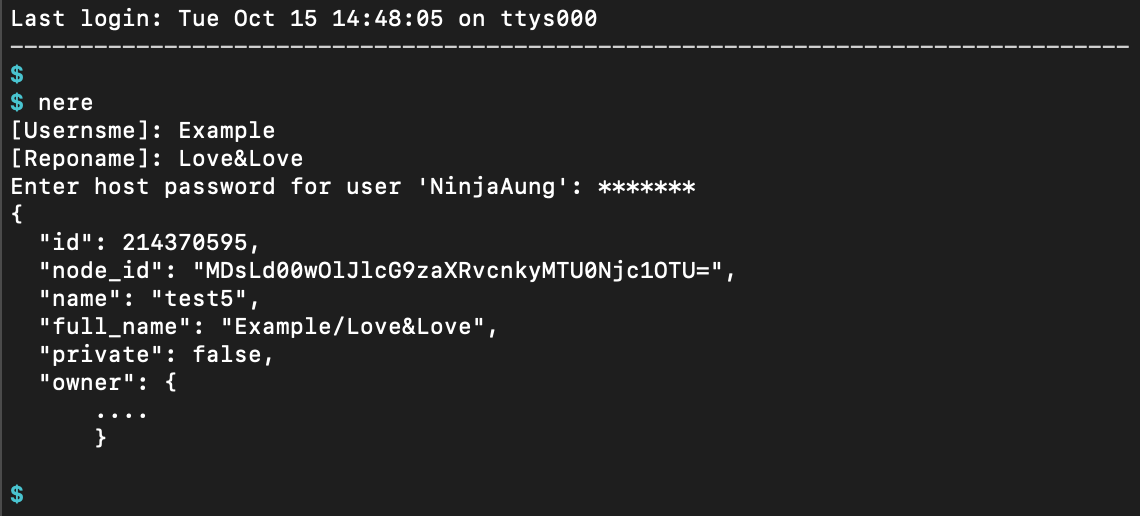 Last login: Tue Oct 15 14:48:05 on ttys000
--------------------------------------------------------------------------------
$
$ nere
[Usernsme]: Example
[Reponame]: Love&Love
Enter host password for user 'NinjaAung': *******
{
  "id": 214370595,
  "node_id": "MDsLd00wOlJlcG9zaXRvcnkyMTU0Njc1OTU=",
  "name": "test5",
  "full_name": "Example/Love&Love",
  "private": false,
  "owner": {
      ....
      }
$